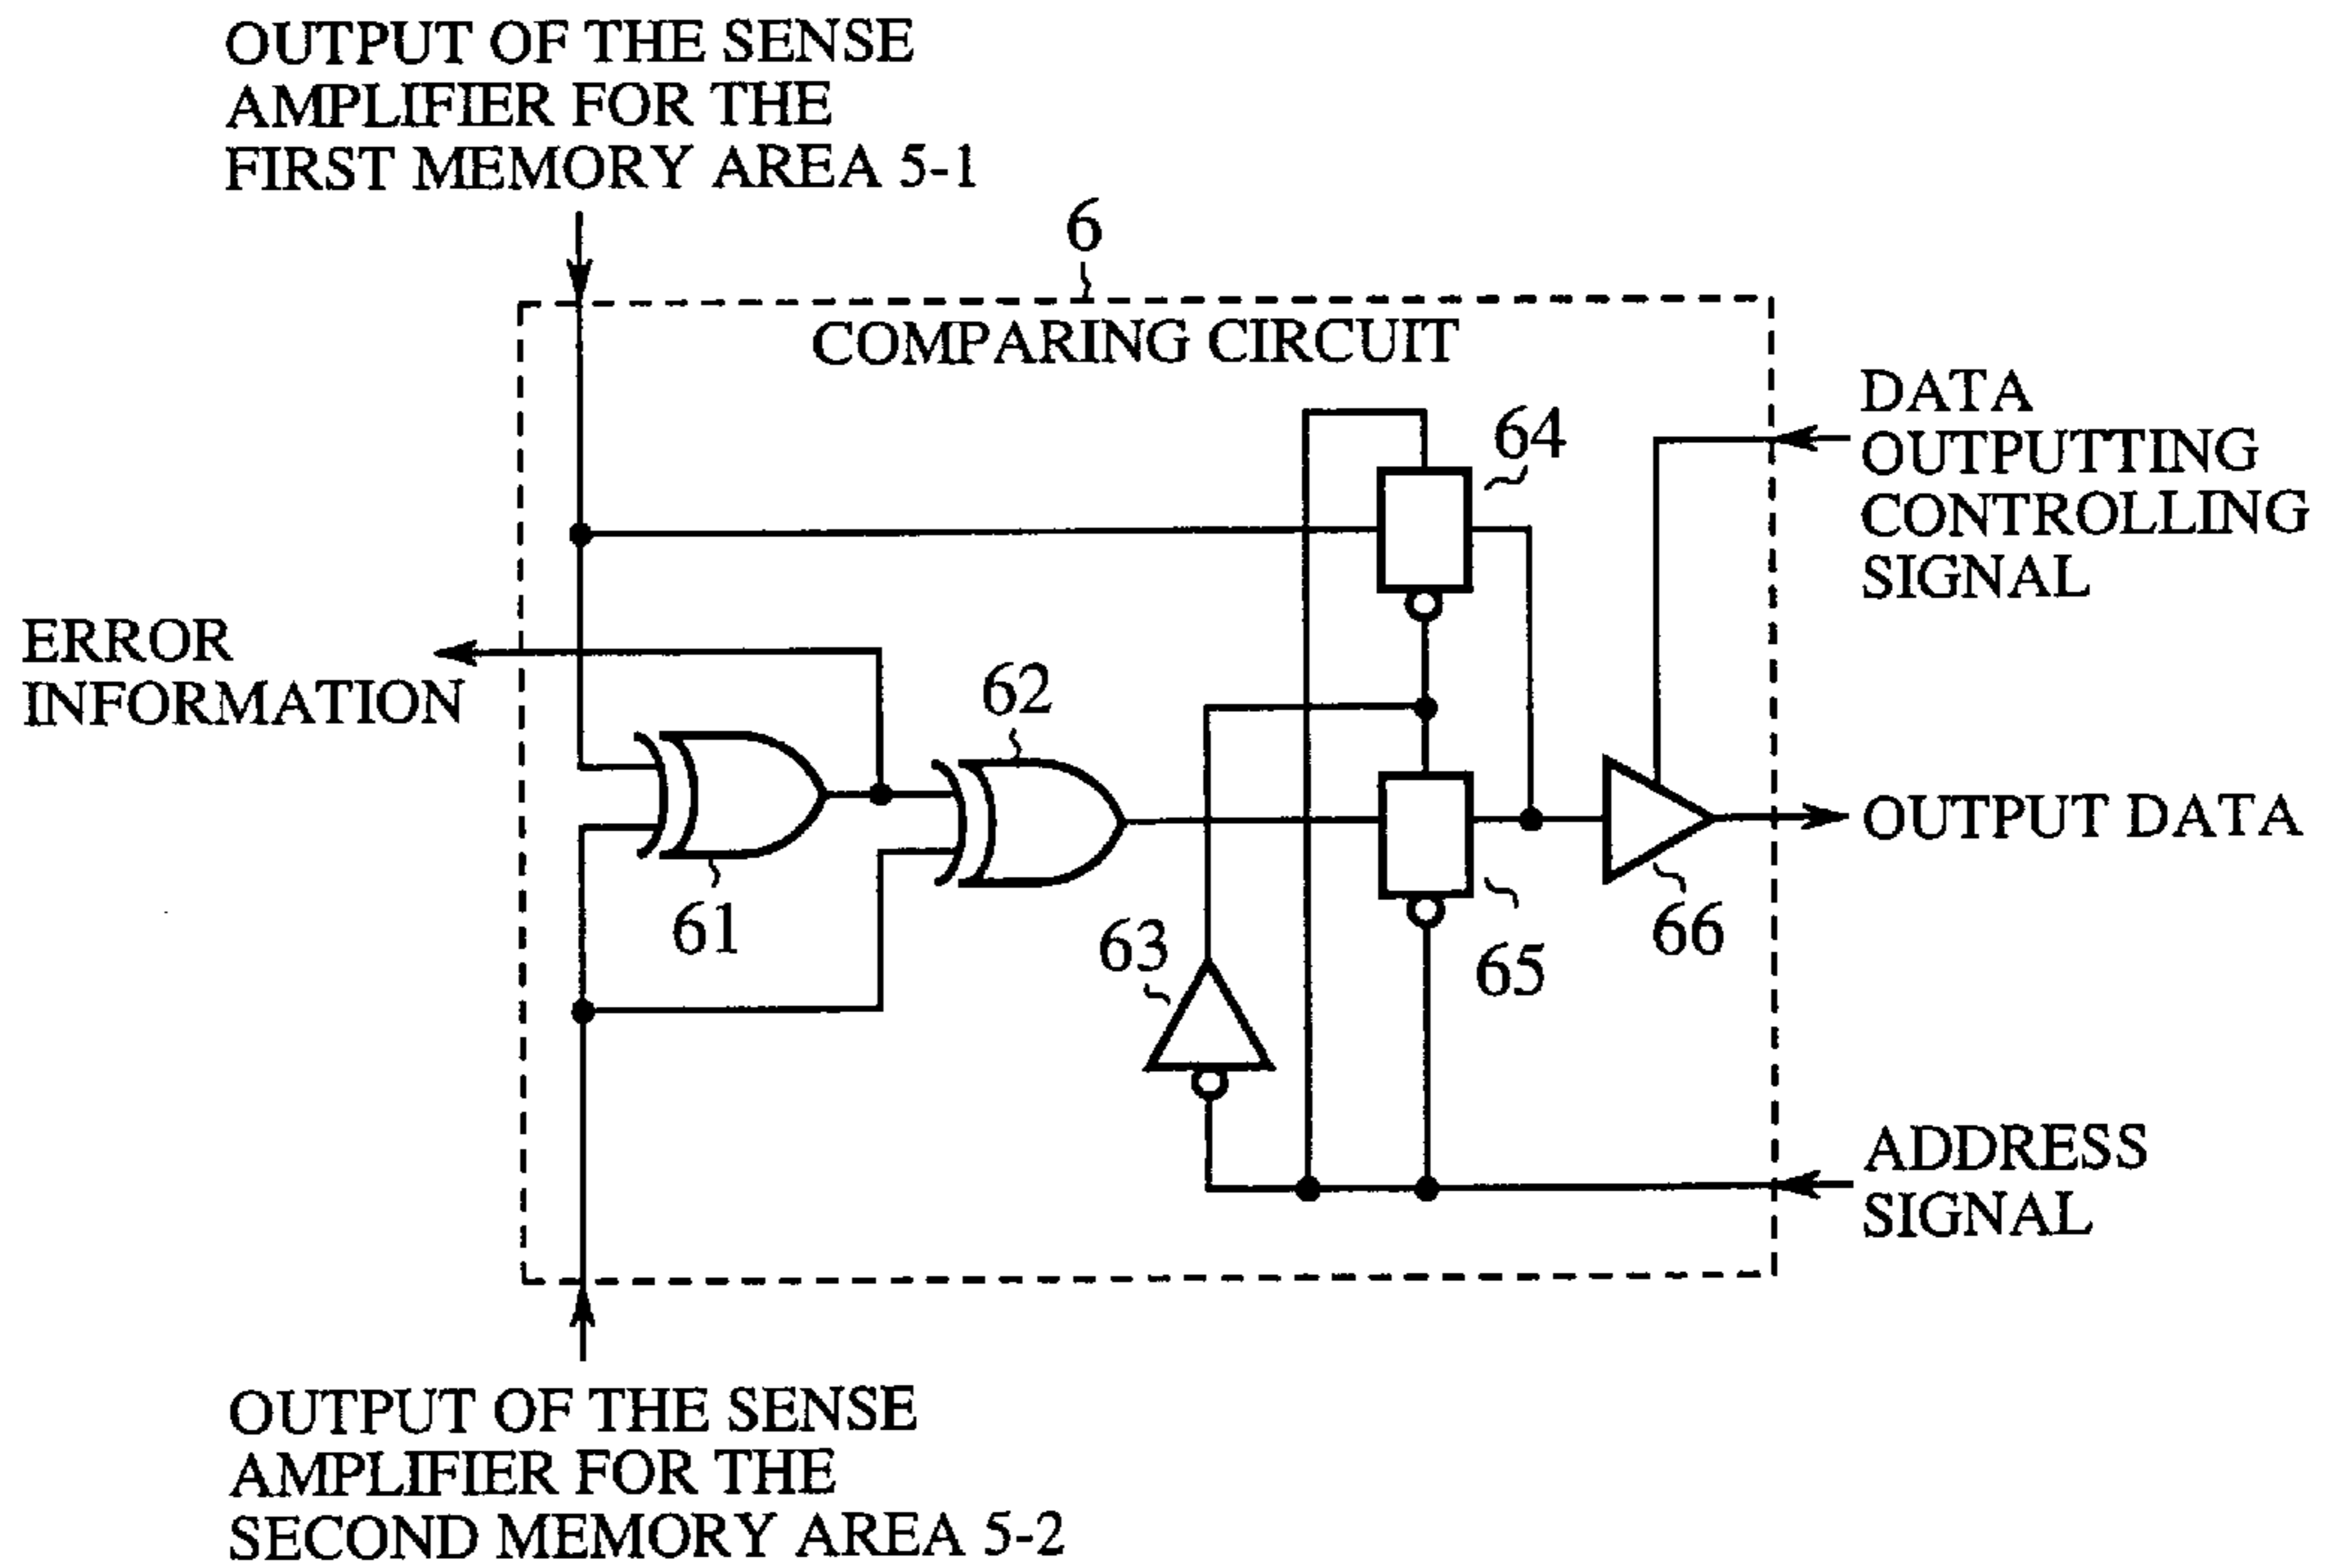 OUTPUT OF THE SENSE
AMPLIFIER FOR THE
FIRST MEMORY AREA 5-1
6
COMPARING CIRCUIT
DATA
OUTPUTTING
CONTROLLING
SIGNAL
64
ERROR
INFORMATION
62
OUTPUT DATA
61
63
65
66
ADDRESS
SIGNAL
OUTPUT OF THE SENSE
AMPLIFIER FOR THE
SECOND MEMORY AREA 5-2